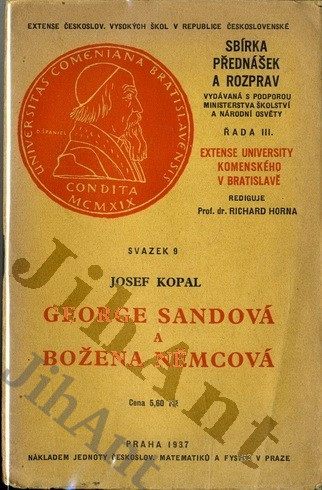 EXTENSE ČESKOSLOV. VYSOKÝCH ŠKOL V REPUBLICE ČESKOSLOVENSKÉ
UNIVERSITAS COMENIANA BRATISLAVENSIS
O. ŠPANIEL
CONDITA
MCMXIX
SBÍRKA
PŘEDNÁŠEK
A ROZPRAV
VYDÁVANÁ S PODPOROU
MINISTERSTVA ŠKOLSTVÍ
A NÁRODNÍ OSVĚTY
ŘADA III.
EXTENSE UNIVERSITY
KOMENSKÉHO
V BRATISLAVĚ
REDIGUJE
Prof. dr. RICHARD HORNA
SVAZEK 9
JOSEF KOPAL
GEORGE SANDOVÁ
A
BOŽENA NĚMCOVÁ
Cena 5,60 Kč
PRAHA 1937
NÁKLADEM JEDNOTY ČESKOSLOV. MATEMATIKŮ A FYSIKŮ V PRAZE
JihAnt
JihAnt